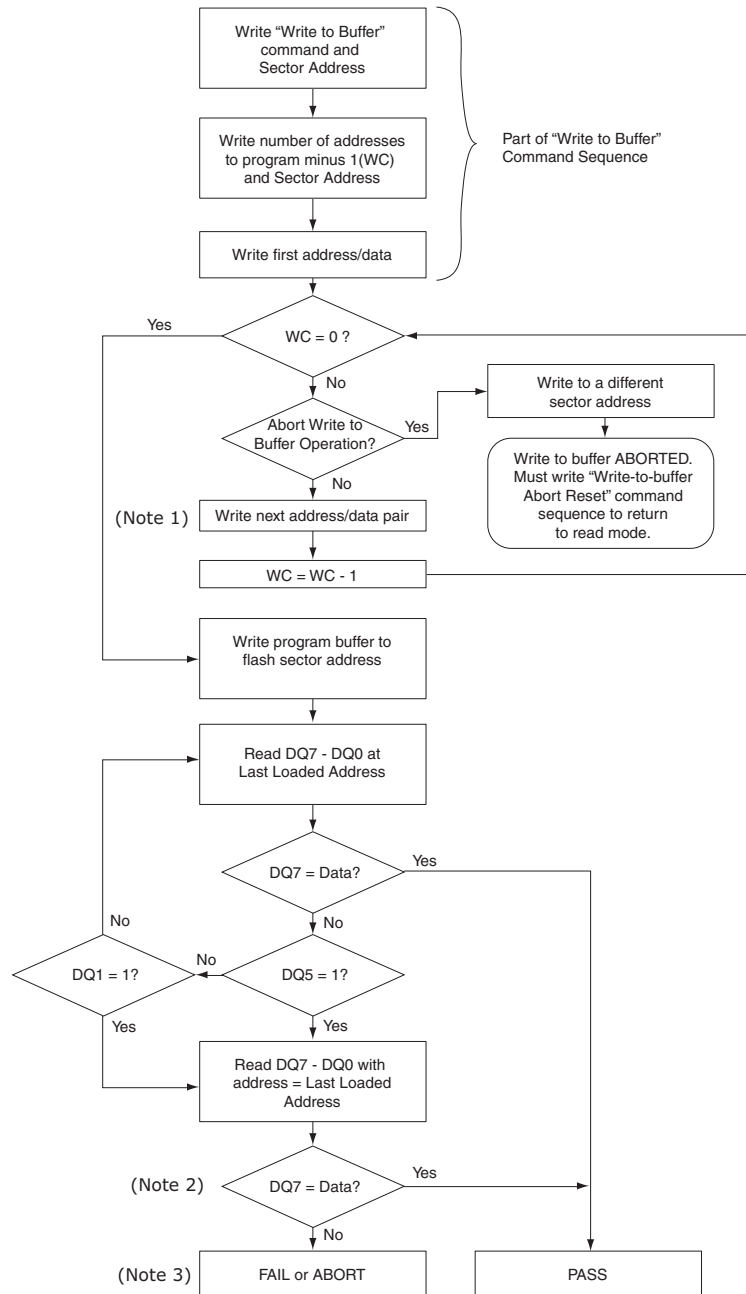 Write “Write to Buffer”
command and
Sector Address
Write number of addresses
to program minus 1(WC)
and Sector Address
Part of “Write to Buffer”
Command Sequence
Write first address/data
Yes
WC = 0 ?
No
Write to a different
sector address
Abort Write to
Buffer Operation?
Yes
Write to buffer ABORTED.
Must write “Write-to-buffer
Abort Reset” command
sequence to return
to read mode.
No
(Note 1)
Write next address/data pair
WC = WC - 1
Write program buffer to
flash sector address
Read DQ7 - DQ0 at
Last Loaded Address
DQ7 = Data?
Yes
No
No
DQ1 = 1?
No
DQ5 = 1?
Yes
Yes
Read DQ7 - DQ0 with
address = Last Loaded
Address
(Note 2)
DQ7 = Data?
Yes
No
(Note 3)
FAIL or ABORT
PASS